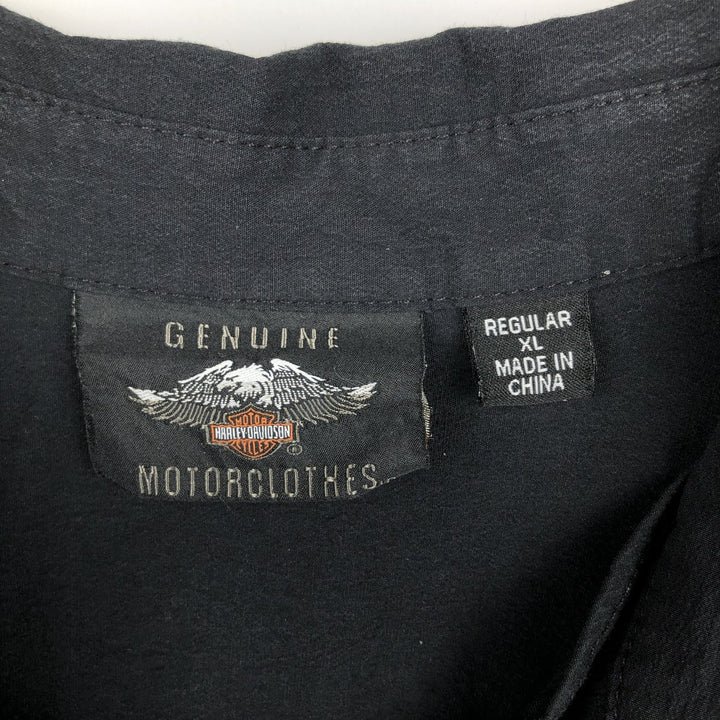 GENUINE
MOTOR
HARLEY-DAVIDSON
CYCLES
®
MOTORCLOTHES
REGULAR
XL
MADE IN
CHINA